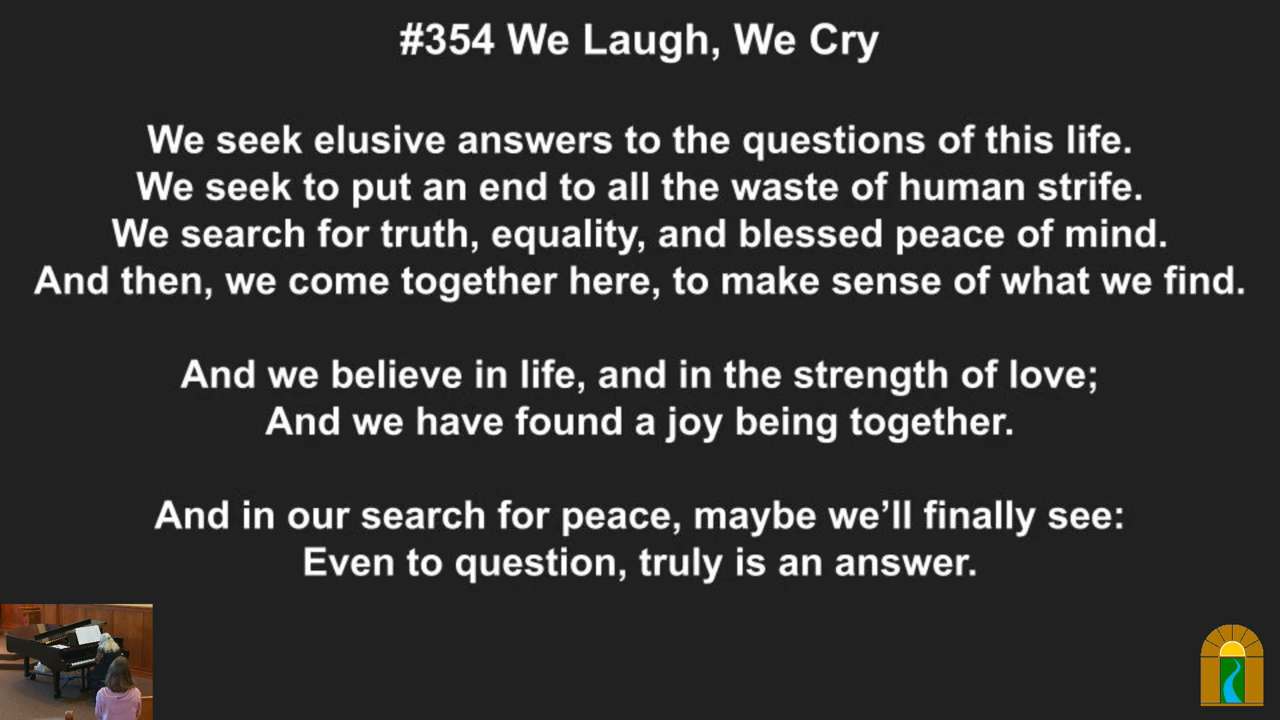 #354 We Laugh, We Cry
We seek elusive answers to the questions of this life.
We seek to put an end to all the waste of human strife.
We search for truth, equality, and blessed peace of mind.
And then, we come together here, to make sense of what we find.
And we believe in life, and in the strength of love;
And we have found a joy being together.
And in our search for peace, maybe we’ll finally see:
Even to question, truly is an answer.